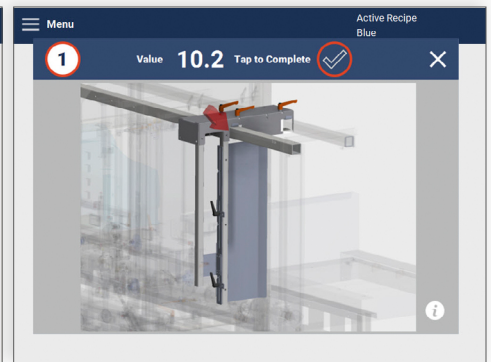 Menu
Active Recipe
Blue
1
Value 10.2 Tap to Complete
i